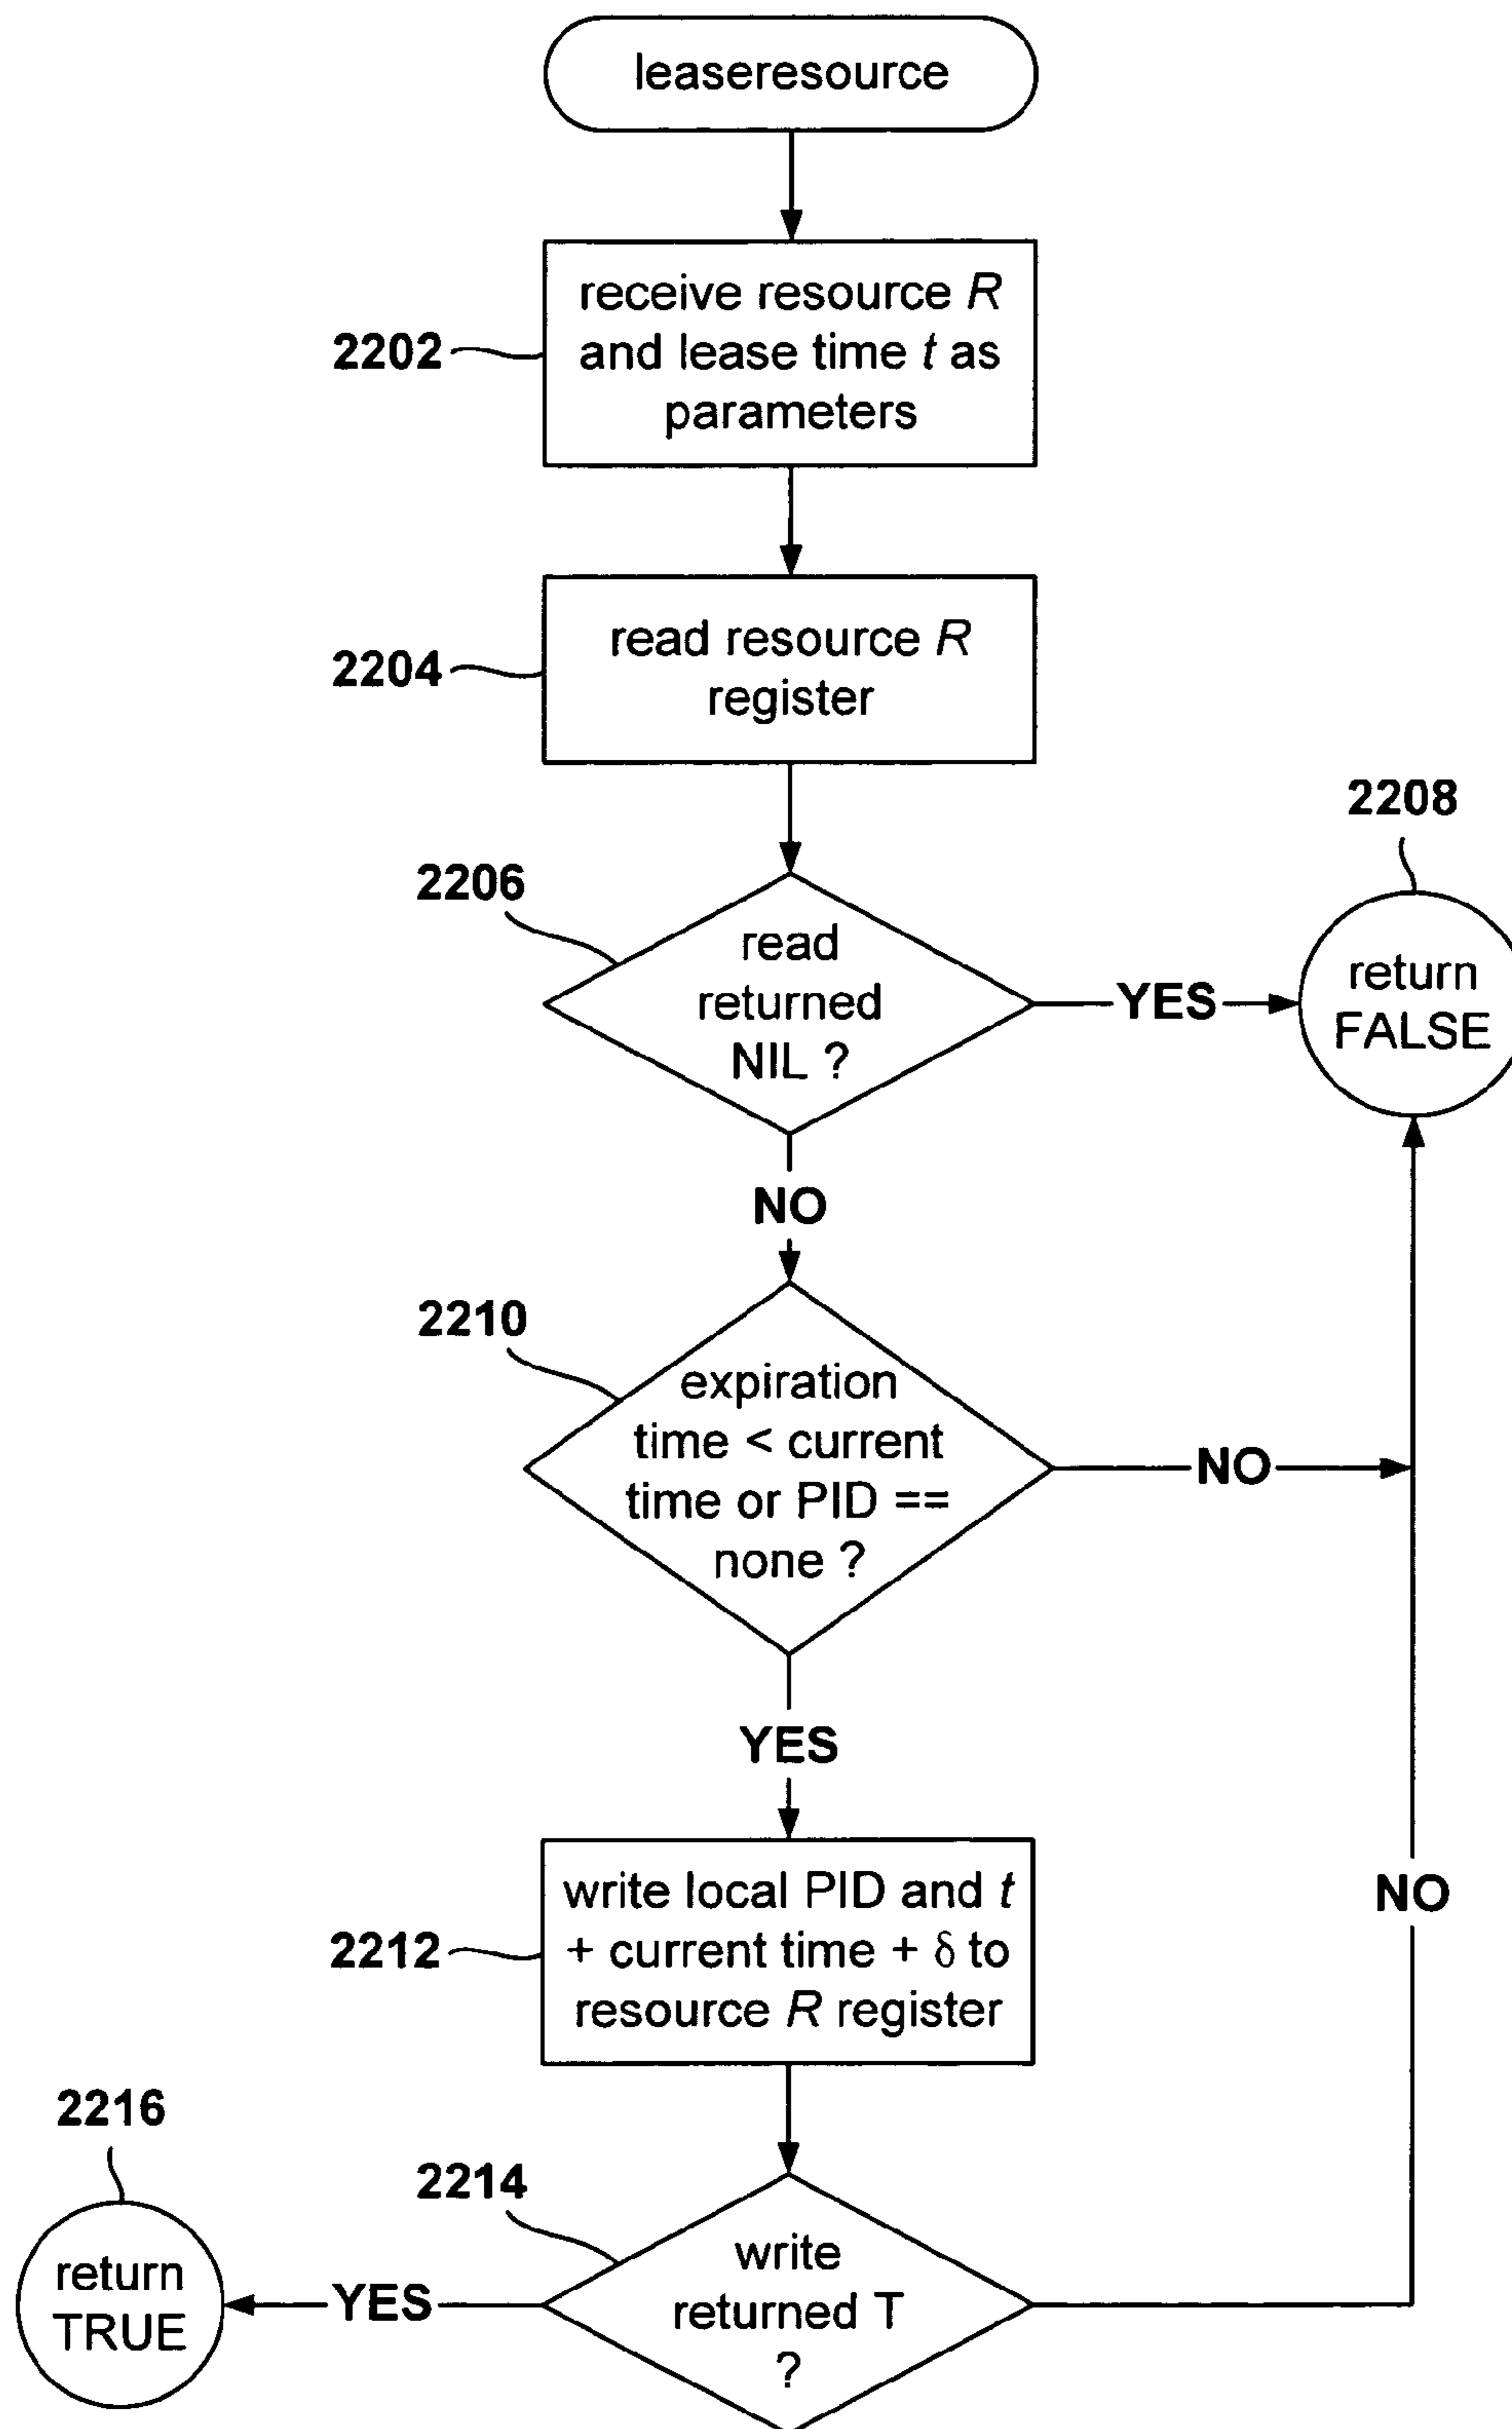 leaseresource
receive resource R
2202
and lease time t as
parameters
read resource R
2204
register
2208
2206
read
returned
NIL ?
YES
return
FALSE
NO
2210
expiration
time < current
time or PID ==
none ?
NO
YES
write local PID and t
2212
+ current time + δ to
resource R register
NO
2216
2214
return
TRUE
YES
write
returned T
?